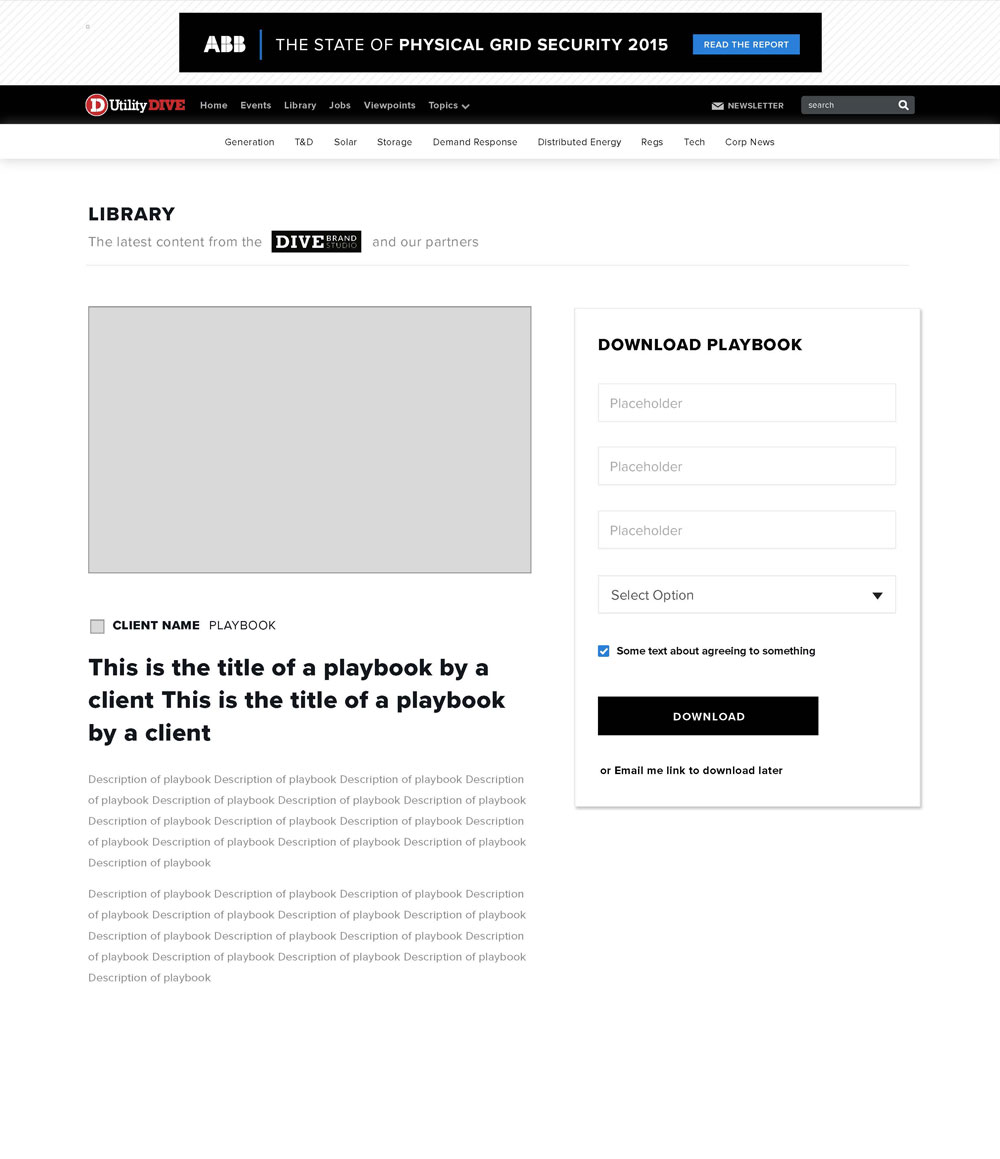 ABB THE STATE OF PHYSICAL GRID SECURITY 2015 READ THE REPORT
D Utility DIVE Home Events Library Jobs Viewpoints Topics NEWSLETTER search
Generation T&D Solar Storage Demand Response Distributed Energy Regs Tech Corp News
LIBRARY
The latest content from the DIVE BRAND STUDIO and our partners
DOWNLOAD PLAYBOOK
Placeholder
Placeholder
Placeholder
Select Option
Some text about agreeing to something
DOWNLOAD
or Email me link to download later
CLIENT NAME PLAYBOOK
This is the title of a playbook by a
client This is the title of a playbook
by a client
Description of playbook Description of playbook Description of playbook Description
of playbook Description of playbook Description of playbook Description of playbook
Description of playbook Description of playbook Description of playbook Description
of playbook Description of playbook Description of playbook Description of playbook
Description of playbook
Description of playbook Description of playbook Description of playbook Description
of playbook Description of playbook Description of playbook Description of playbook
Description of playbook Description of playbook Description of playbook Description
of playbook Description of playbook Description of playbook Description of playbook
Description of playbook